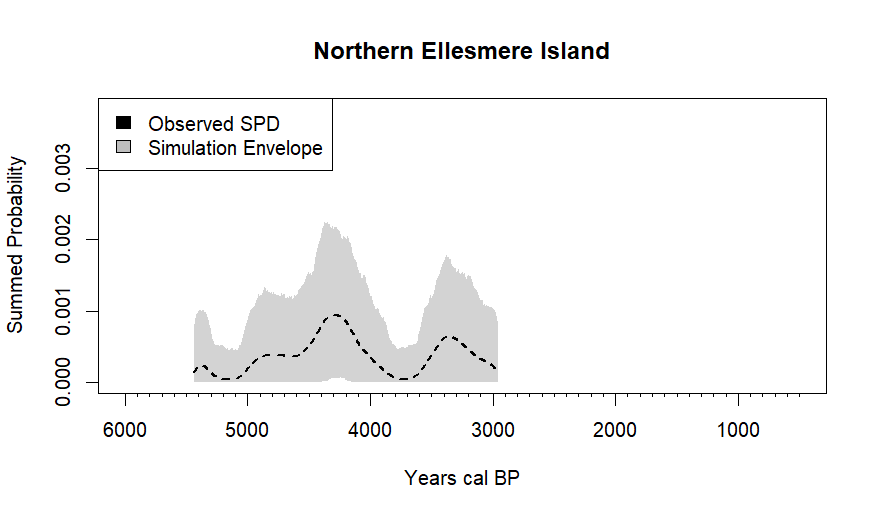 Northern Ellesmere Island
Observed SPD
Simulation Envelope
Summed Probability
0.003
0.002
0.001
0.000
6000 5000 4000 3000 2000 1000
Years cal BP